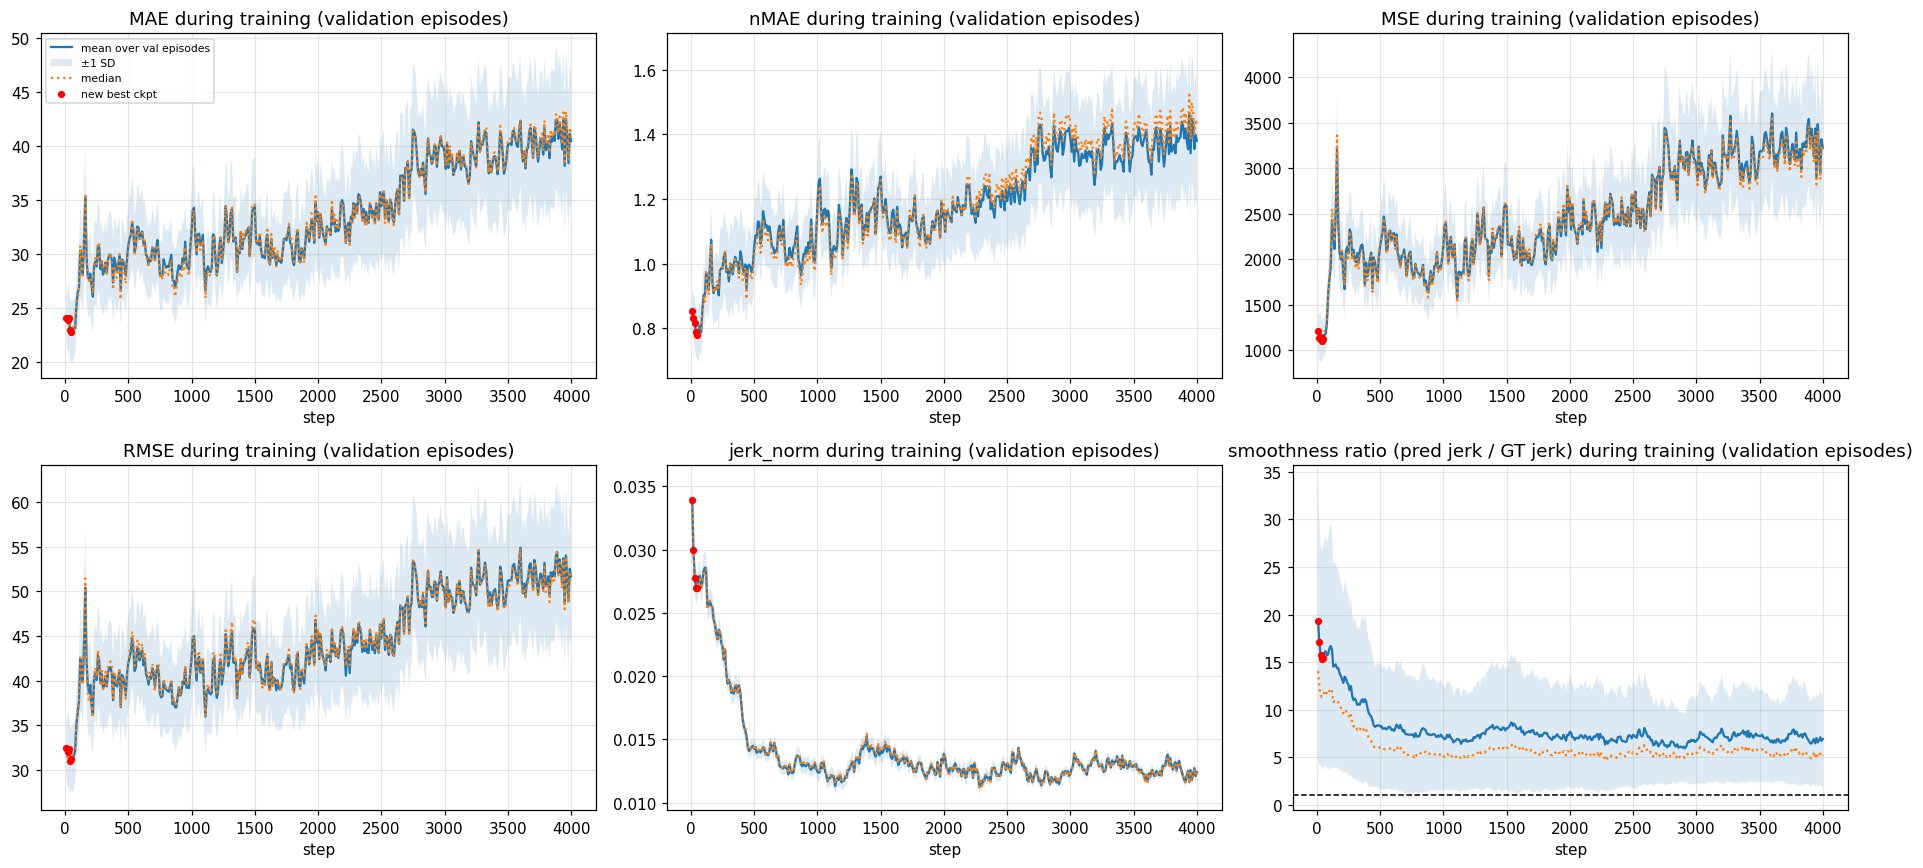 MAE during training (validation episodes)
50
45
40
35
30
25
20
mean over val episodes
±1 SD
median
new best ckpt
0 500 1000 1500 2000 2500 3000 3500 4000
step
nMAE during training (validation episodes)
1.6
1.4
1.2
1.0
0.8
0 500 1000 1500 2000 2500 3000 3500 4000
step
MSE during training (validation episodes)
4000
3500
3000
2500
2000
1500
1000
0 500 1000 1500 2000 2500 3000 3500 4000
step
RMSE during training (validation episodes)
60
55
50
45
40
35
30
0 500 1000 1500 2000 2500 3000 3500 4000
step
jerk_norm during training (validation episodes)
0.035
0.030
0.025
0.020
0.015
0.010
0 500 1000 1500 2000 2500 3000 3500 4000
step
smoothness ratio (pred jerk / GT jerk) during training (validation episodes)
35
30
25
20
15
10
5
0
0 500 1000 1500 2000 2500 3000 3500 4000
step